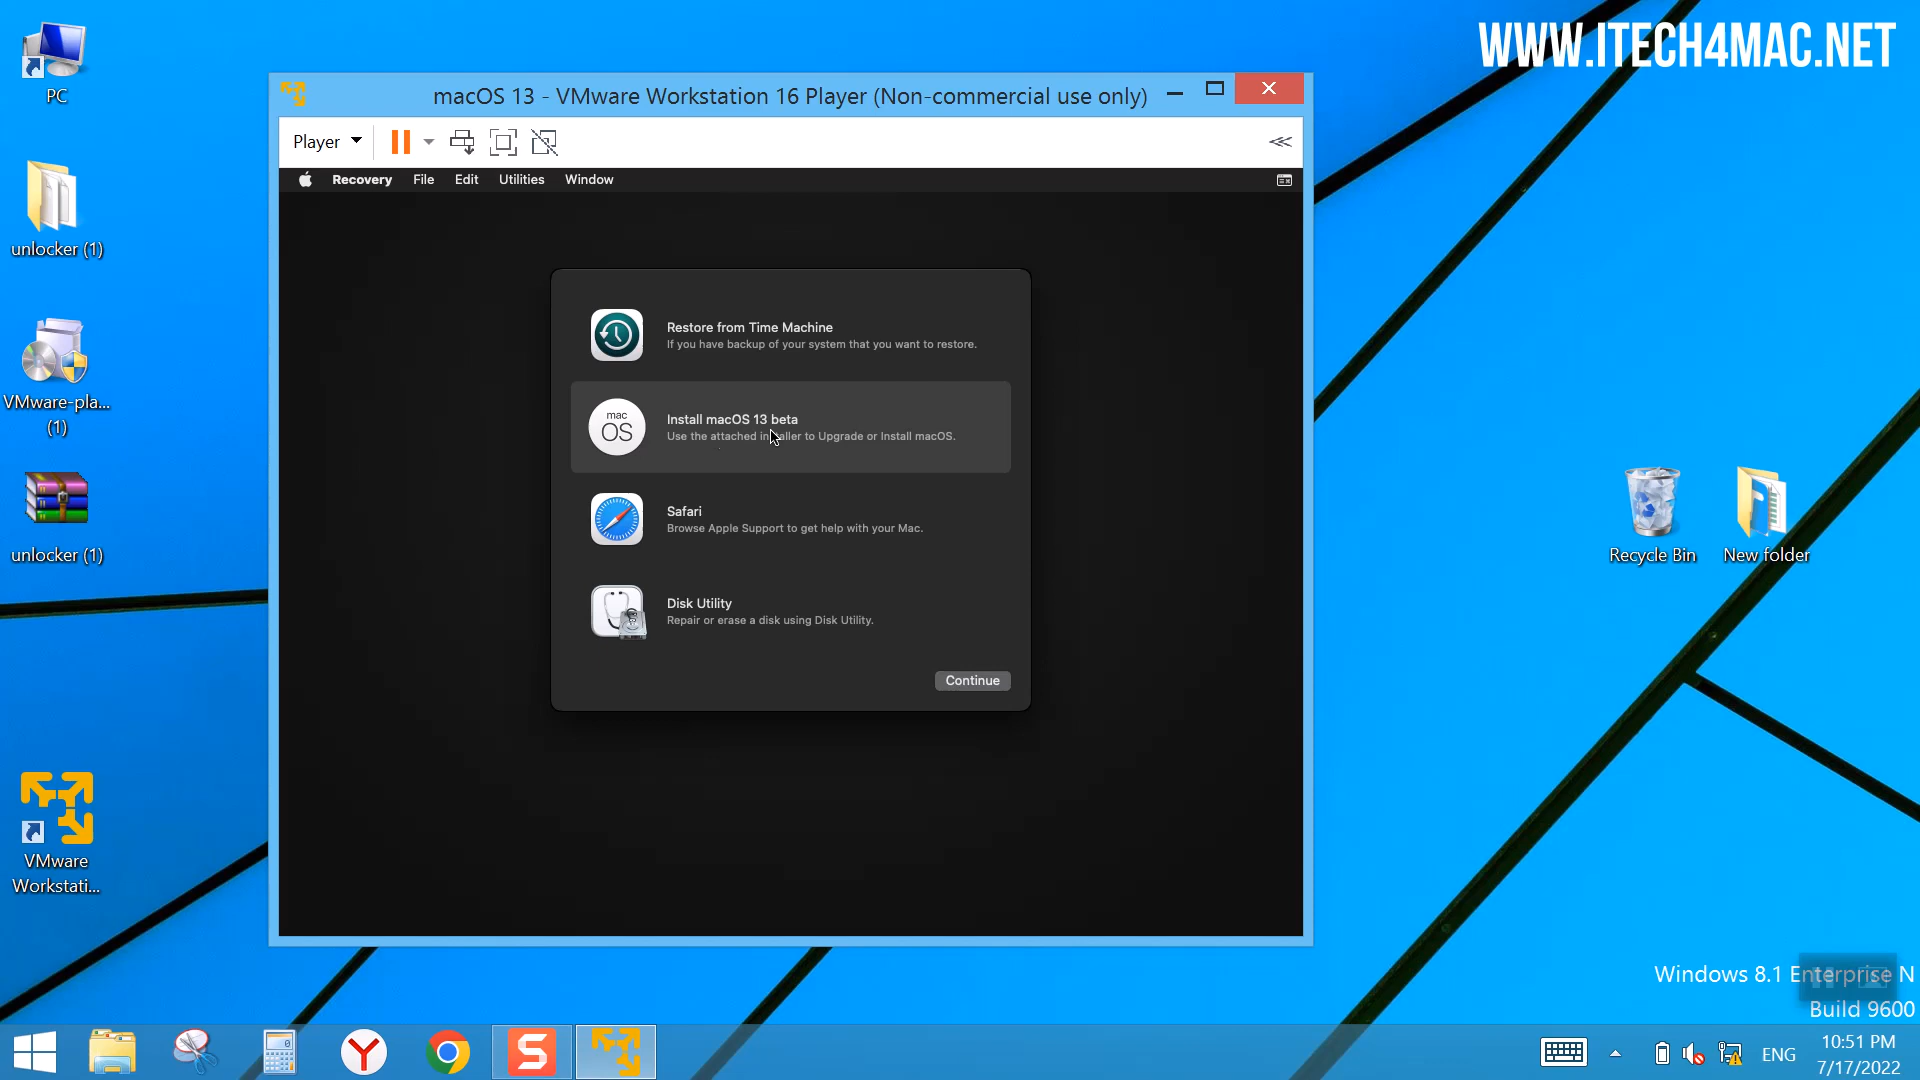 WWW.ITECH4MAC.NET
PC
unlocker (1)
VMware-pla...
(1)
unlocker (1)
VMware
Workstati...
macOS 13 - VMware Workstation 16 Player (Non-commercial use only)
Player
Recovery File Edit Utilities Window
Restore from Time Machine
If you have backup of your system that you want to restore.
mac
OS
Install macOS 13 beta
Use the attached installer to Upgrade or Install macOS.
Safari
Browse Apple Support to get help with your Mac.
Disk Utility
Repair or erase a disk using Disk Utility.
Continue
Recycle Bin
New folder
Windows 8.1 Enterprise N
Build 9600
ENG
10:51 PM
7/17/2022